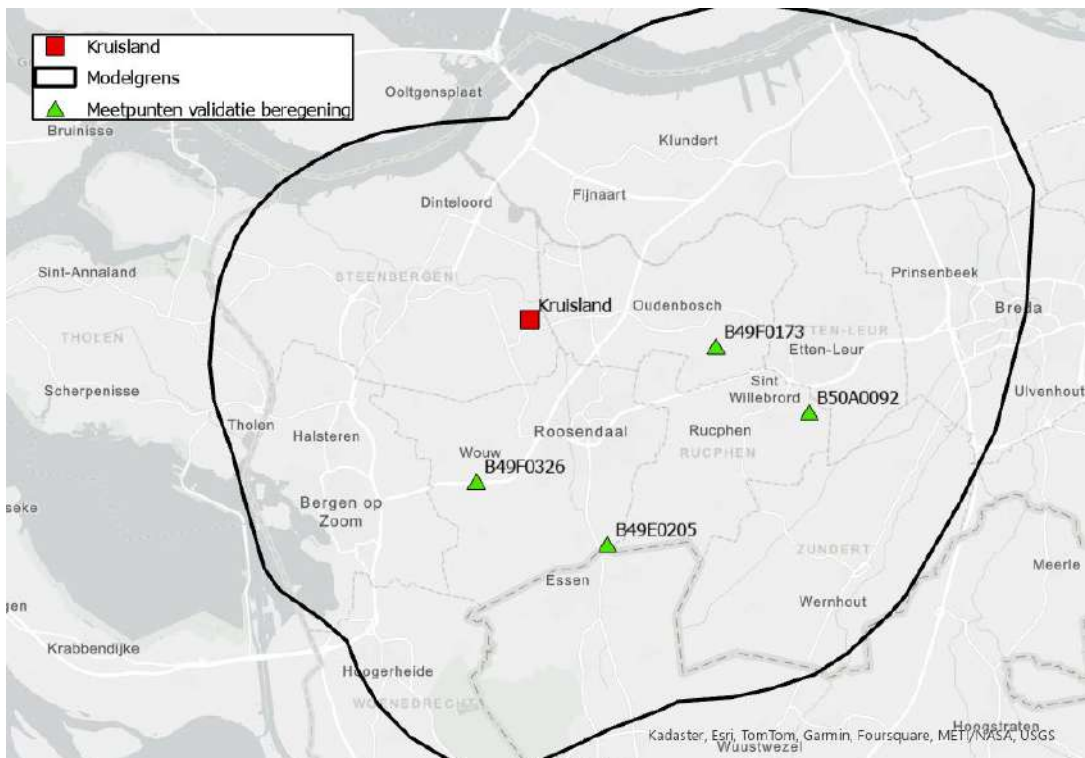 Kruisland
Modelgrens
Meetpunten validatie beregening
Bruinisse
Ooltgensplaat
Klundert
Fijnaart
Dinteloord
Sint-Annaland
STEENBERGEN
Prinsenbeek
Kruisland
Oudenbosch
Breda
THOLEN
B49F0173
ETTEN-LEUR
Etten-Leur
Scherpenisse
Sint
Willebrord
B50A0092
Ulvenhout
Tholen
Halsteren
Roosendaal
Rucphen
RUCPHEN
Wouw
B49F0326
Bergen op
Zoom
B49E0205
ZUNDERT
Essen
Meerle
Wernhout
Krabbendijke
Hoogerheide
WOENSDRECHT
Hoogstraten
Kadaster, Esri, TomTom, Garmin, Foursquare, METI/NASA, USGS
Wuustwezel